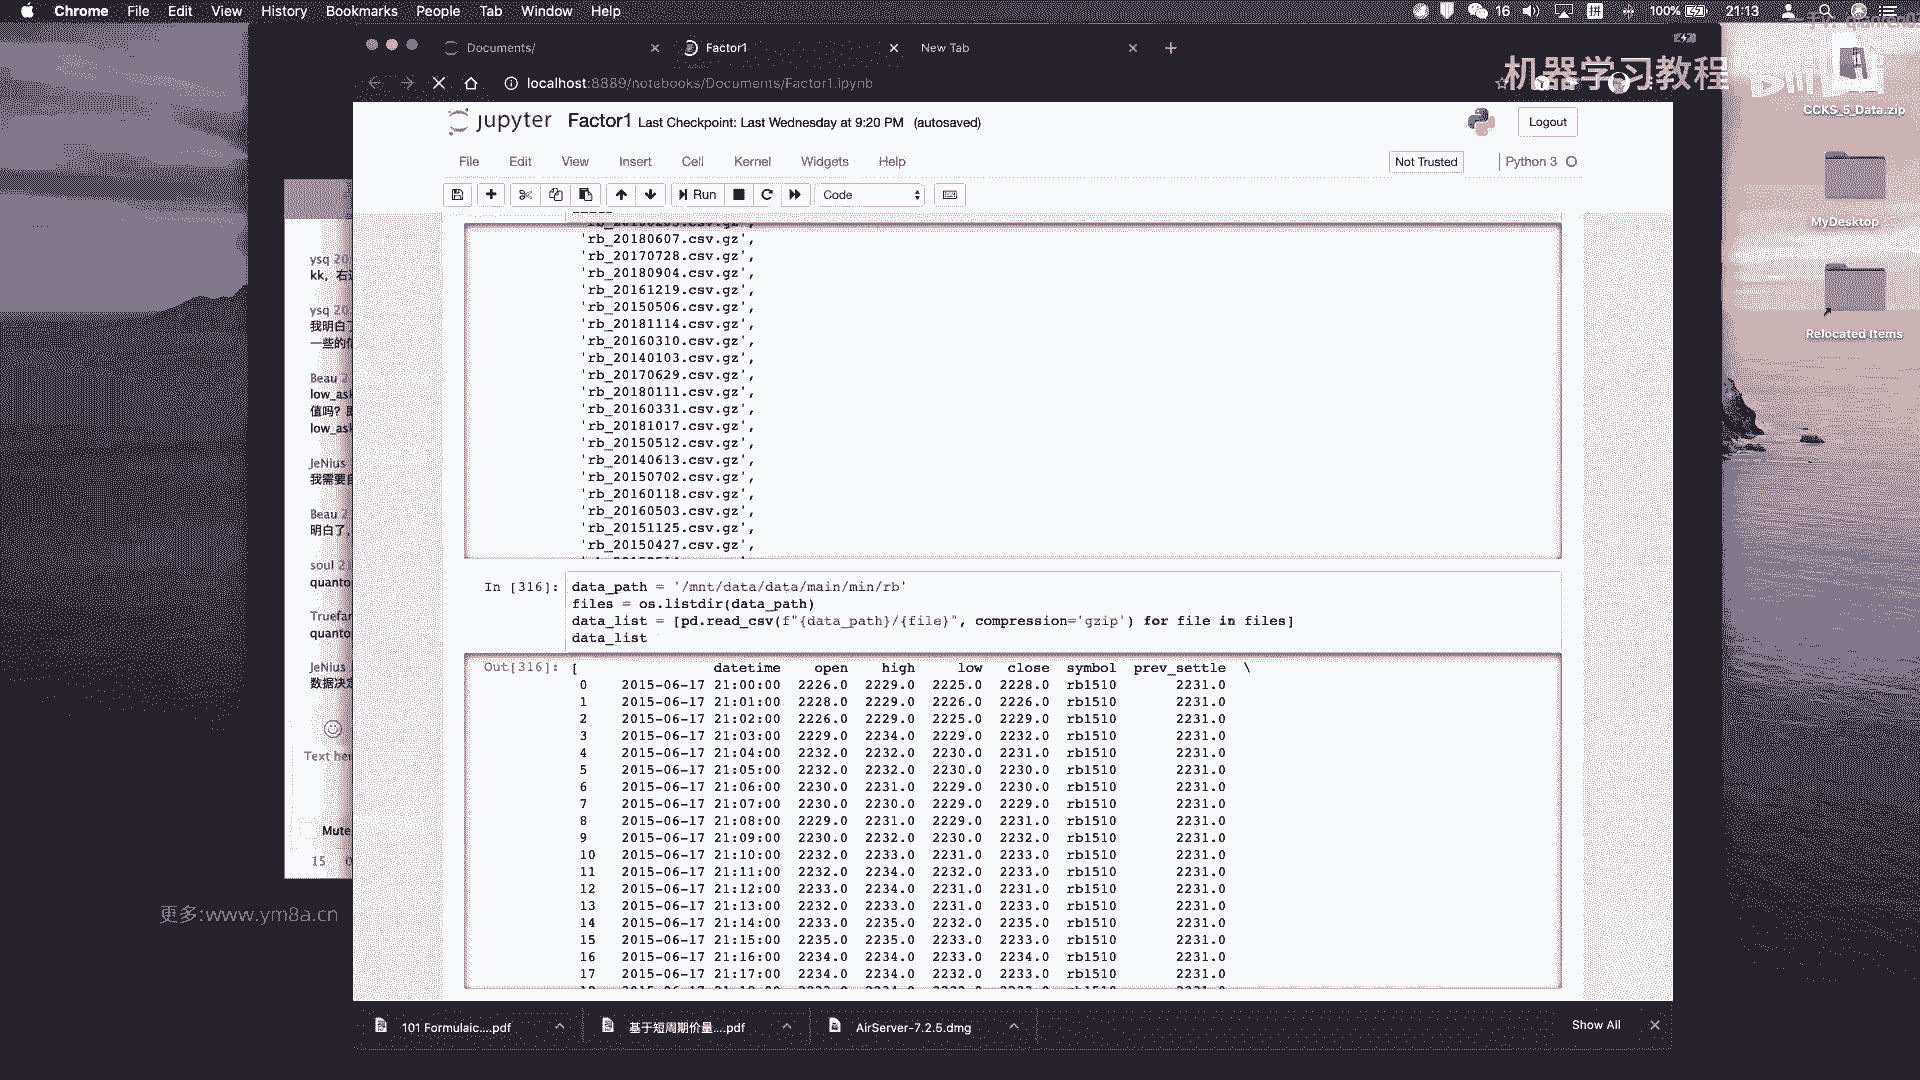 Chrome File Edit View History Bookmarks People Tab Window Help
16 100% 21:13
Documents/ Factor1 New Tab
localhost:8889/notebooks/Documents/Factor1.ipynb
机器学习教程
CCKS_5_Data.zip
MyDesktop
Relocated Items
jupyter Factor1 Last Checkpoint: Last Wednesday at 9:20 PM (autosaved)
Logout
File Edit View Insert Cell Kernel Widgets Help
Not Trusted Python 3
Run Code
'rb_20180607.csv.gz',
'rb_20170728.csv.gz',
'rb_20180904.csv.gz',
'rb_20161219.csv.gz',
'rb_20150506.csv.gz',
'rb_20181114.csv.gz',
'rb_20160310.csv.gz',
'rb_20140103.csv.gz',
'rb_20170629.csv.gz',
'rb_20180111.csv.gz',
'rb_20160331.csv.gz',
'rb_20181017.csv.gz',
'rb_20150512.csv.gz',
'rb_20140613.csv.gz',
'rb_20150702.csv.gz',
'rb_20160118.csv.gz',
'rb_20160503.csv.gz',
'rb_20151125.csv.gz',
'rb_20150427.csv.gz',
In [316]: data_path = '/mnt/data/data/main/min/rb'
files = os.listdir(data_path)
data_list = [pd.read_csv(f"{data_path}/{file}", compression='gzip') for file in files]
data_list
Out[316]: [ datetime open high low close symbol prev_settle \
0 2015-06-17 21:00:00 2226.0 2229.0 2225.0 2228.0 rb1510 2231.0
1 2015-06-17 21:01:00 2228.0 2229.0 2226.0 2226.0 rb1510 2231.0
2 2015-06-17 21:02:00 2226.0 2229.0 2225.0 2229.0 rb1510 2231.0
3 2015-06-17 21:03:00 2229.0 2234.0 2229.0 2232.0 rb1510 2231.0
4 2015-06-17 21:04:00 2232.0 2232.0 2230.0 2231.0 rb1510 2231.0
5 2015-06-17 21:05:00 2232.0 2232.0 2230.0 2230.0 rb1510 2231.0
6 2015-06-17 21:06:00 2230.0 2231.0 2229.0 2230.0 rb1510 2231.0
7 2015-06-17 21:07:00 2230.0 2230.0 2229.0 2229.0 rb1510 2231.0
8 2015-06-17 21:08:00 2229.0 2231.0 2229.0 2231.0 rb1510 2231.0
9 2015-06-17 21:09:00 2230.0 2232.0 2230.0 2232.0 rb1510 2231.0
10 2015-06-17 21:10:00 2232.0 2233.0 2231.0 2233.0 rb1510 2231.0
11 2015-06-17 21:11:00 2232.0 2234.0 2232.0 2233.0 rb1510 2231.0
12 2015-06-17 21:12:00 2233.0 2234.0 2231.0 2231.0 rb1510 2231.0
13 2015-06-17 21:13:00 2232.0 2233.0 2231.0 2233.0 rb1510 2231.0
14 2015-06-17 21:14:00 2233.0 2235.0 2232.0 2235.0 rb1510 2231.0
15 2015-06-17 21:15:00 2235.0 2235.0 2233.0 2233.0 rb1510 2231.0
16 2015-06-17 21:16:00 2234.0 2234.0 2233.0 2234.0 rb1510 2231.0
17 2015-06-17 21:17:00 2234.0 2234.0 2232.0 2233.0 rb1510 2231.0
ysq 20
kk，右
ysq 20
我明白了
一些的
Beau 2
low_ask
值吗？
low_ask
JeNius
我需要
Beau 2
明白了，
soul 2
quanto
Truefan
quanto
JeNius
数据决定
Text her
Mute
15
更多:www.ym8a.cn
101 Formulaic....pdf 基于短周期价量....pdf AirServer-7.2.5.dmg Show All